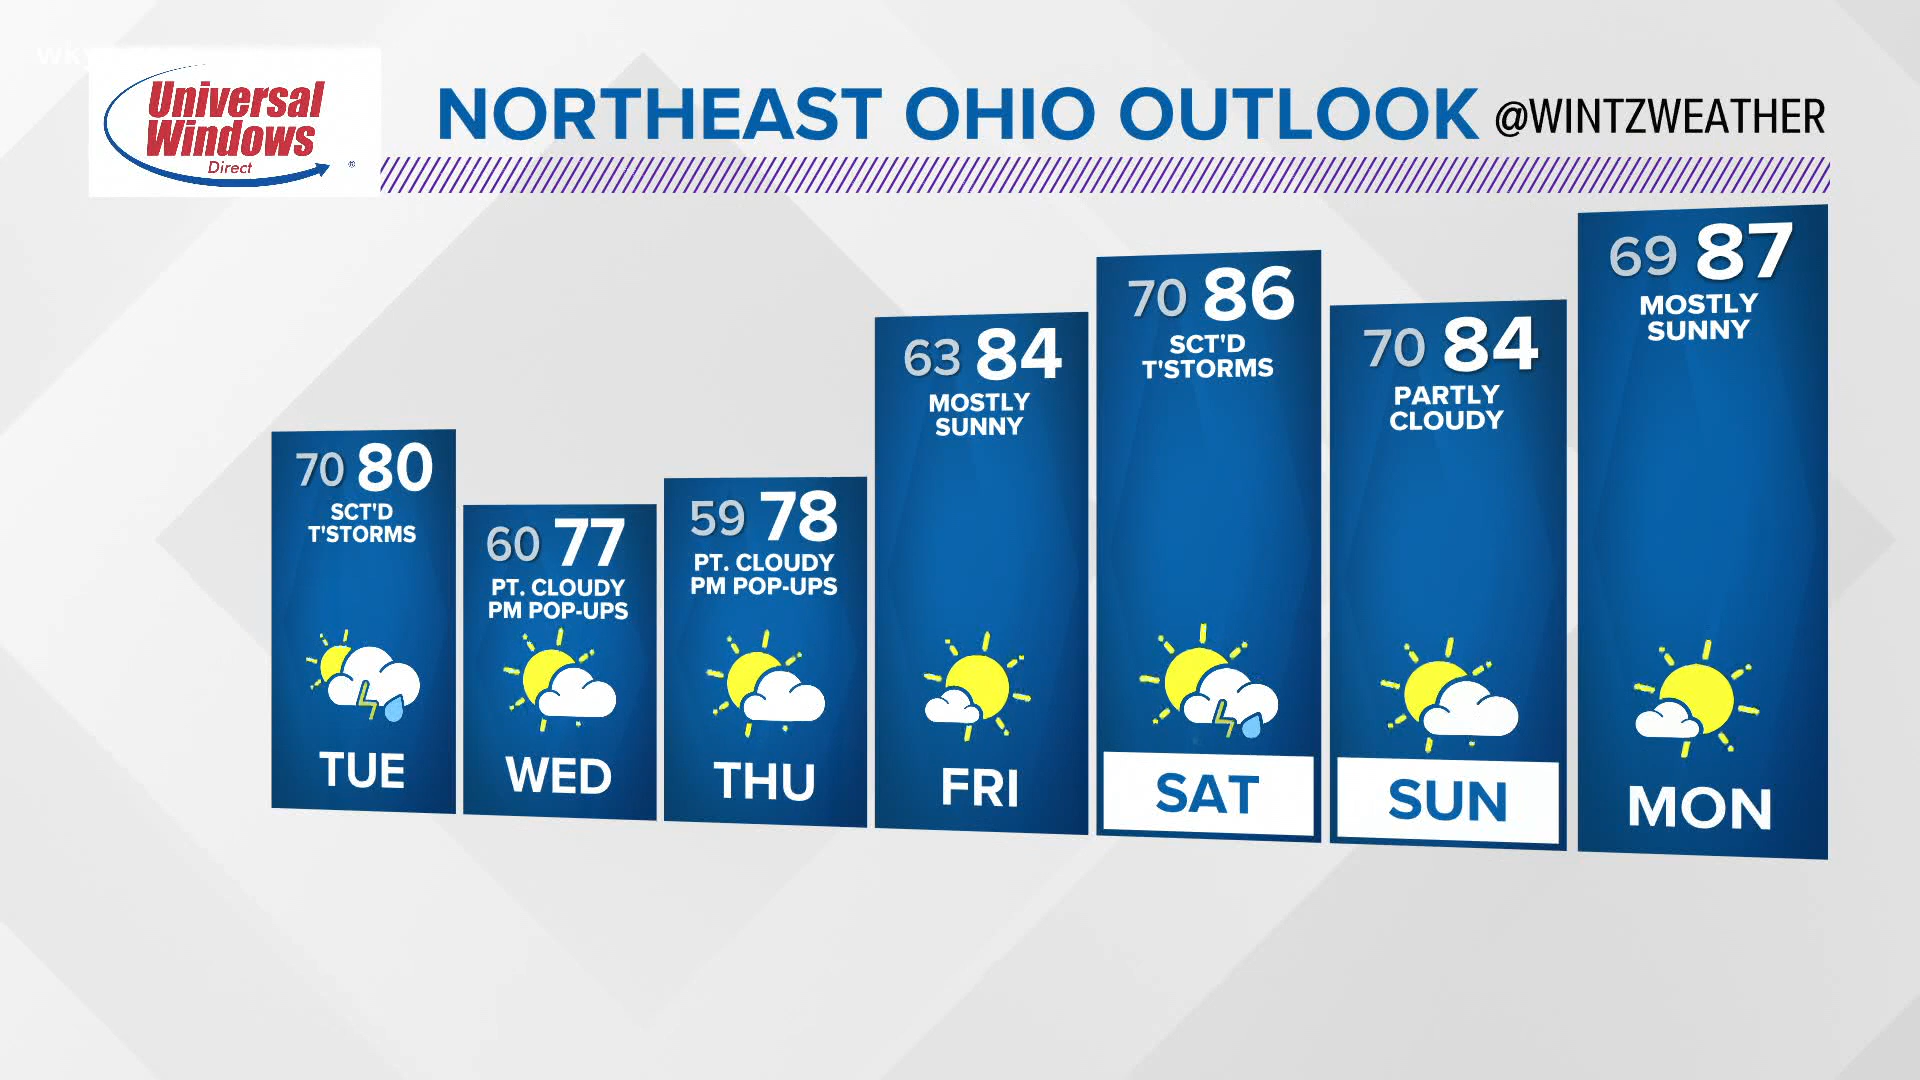 Universal
Windows
Direct
®
NORTHEAST OHIO OUTLOOK @WINTZWEATHER
70 80
SCT'D
T'STORMS
TUE
60 77
PT. CLOUDY
PM POP-UPS
WED
59 78
PT. CLOUDY
PM POP-UPS
THU
63 84
MOSTLY
SUNNY
FRI
70 86
SCT'D
T'STORMS
SAT
70 84
PARTLY
CLOUDY
SUN
69 87
MOSTLY
SUNNY
MON